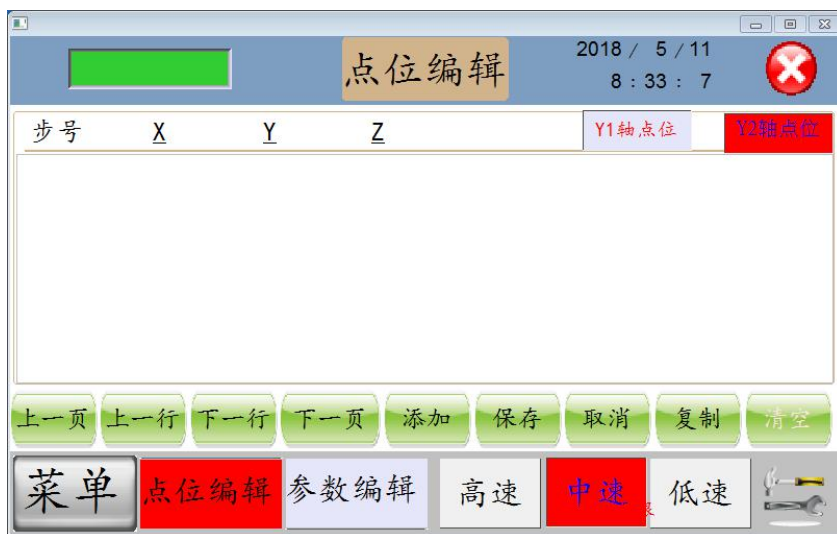 点位编辑
2018 / 5 / 11
8 : 33 : 7
步号 X Y Z Y1轴点位 Y2轴点位
上一页 上一行 下一行 下一页 添加 保存 取消 复制 清空
菜单 点位编辑 参数编辑 高速 中速 低速